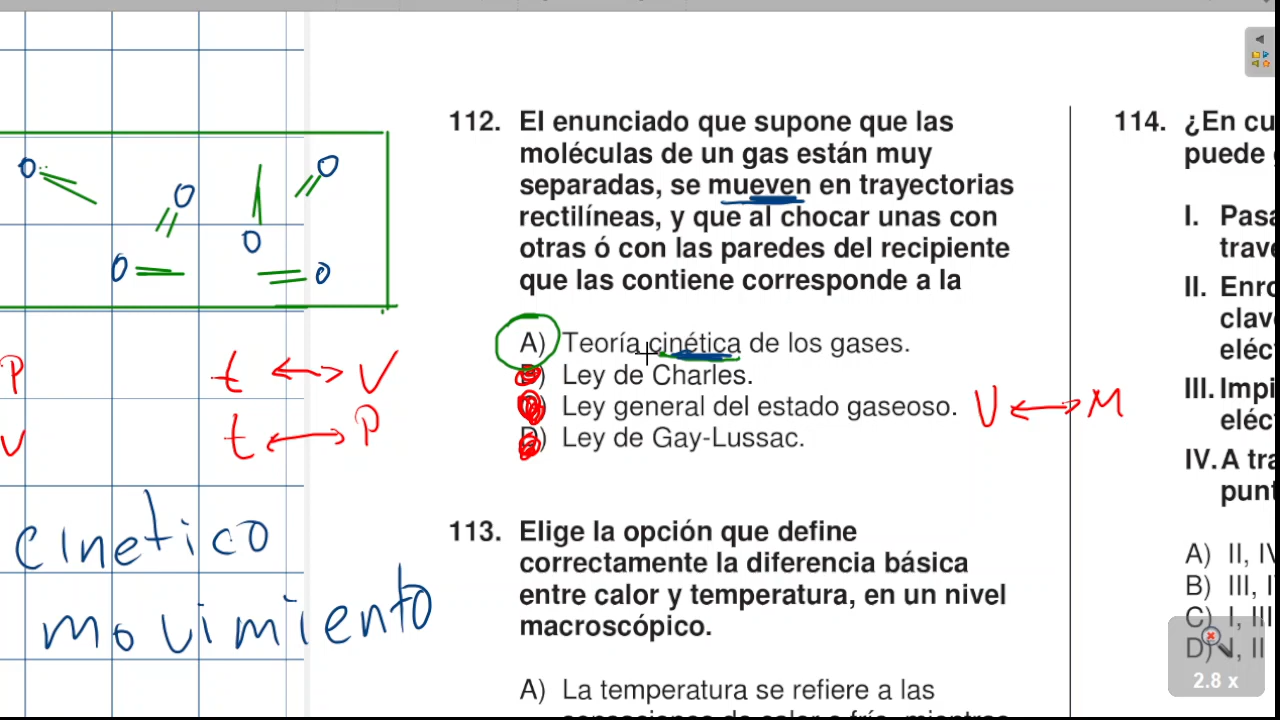 112. El enunciado que supone que las
moléculas de un gas están muy
separadas, se mueven en trayectorias
rectilíneas, y que al chocar unas con
otras ó con las paredes del recipiente
que las contiene corresponde a la
A) Teoría cinética de los gases.
Ley de Charles.
Ley general del estado gaseoso.
Ley de Gay-Lussac.
V ↔ M
P
t ↔ V
V
t ↔ P
cinetico
movimiento
113. Elige la opción que define
correctamente la diferencia básica
entre calor y temperatura, en un nivel
macroscópico.
A) La temperatura se refiere a las
114. ¿En cu
puede
I. Pasa
trave
II. Enro
clav
eléc
III. Impi
eléc
IV. A tra
punt
A) II, IV
B) III, I
C) I, III
D) I, II
2.8 x